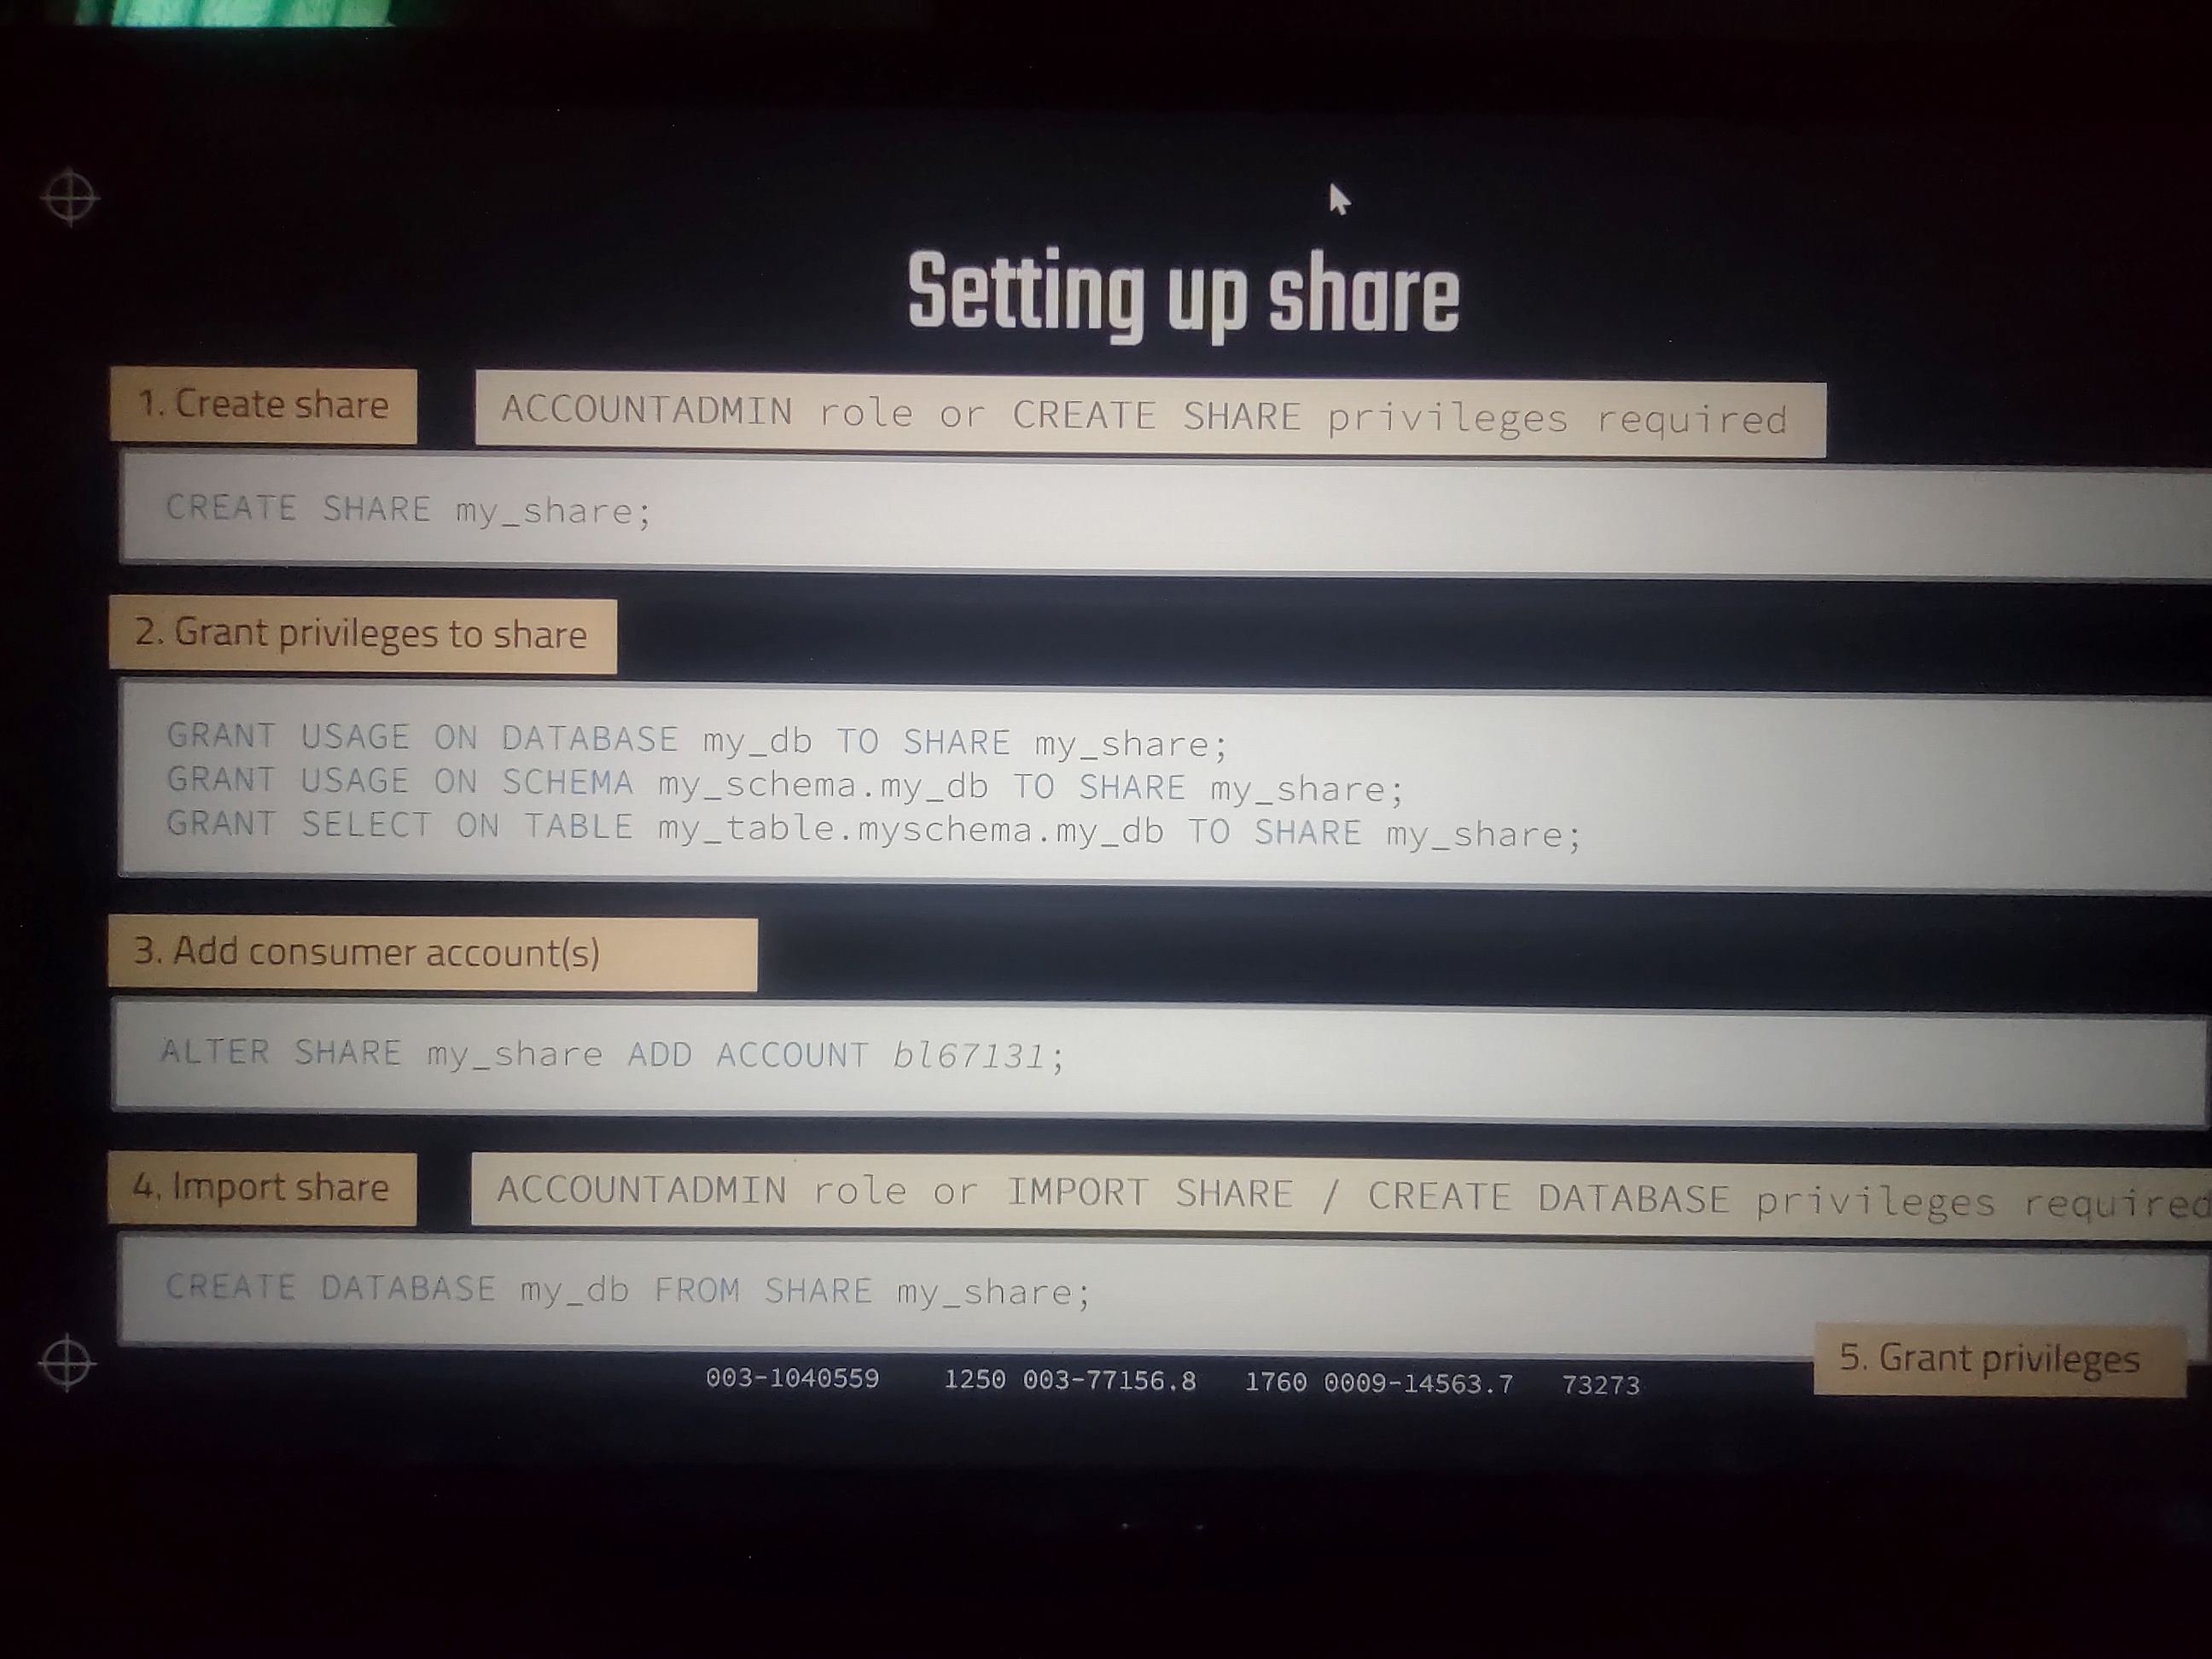 Setting up share
1. Create share
ACCOUNTADMIN role or CREATE SHARE privileges required
CREATE SHARE my_share;
2. Grant privileges to share
GRANT USAGE ON DATABASE my_db TO SHARE my_share;
GRANT USAGE ON SCHEMA my_schema.my_db TO SHARE my_share;
GRANT SELECT ON TABLE my_table.myschema.my_db TO SHARE my_share;
3. Add consumer account(s)
ALTER SHARE my_share ADD ACCOUNT bl67131;
4. Import share
ACCOUNTADMIN role or IMPORT SHARE / CREATE DATABASE privileges required
CREATE DATABASE my_db FROM SHARE my_share;
5. Grant privileges
003-1040559 1250 003-77156.8 1760 0009-14563.7 73273